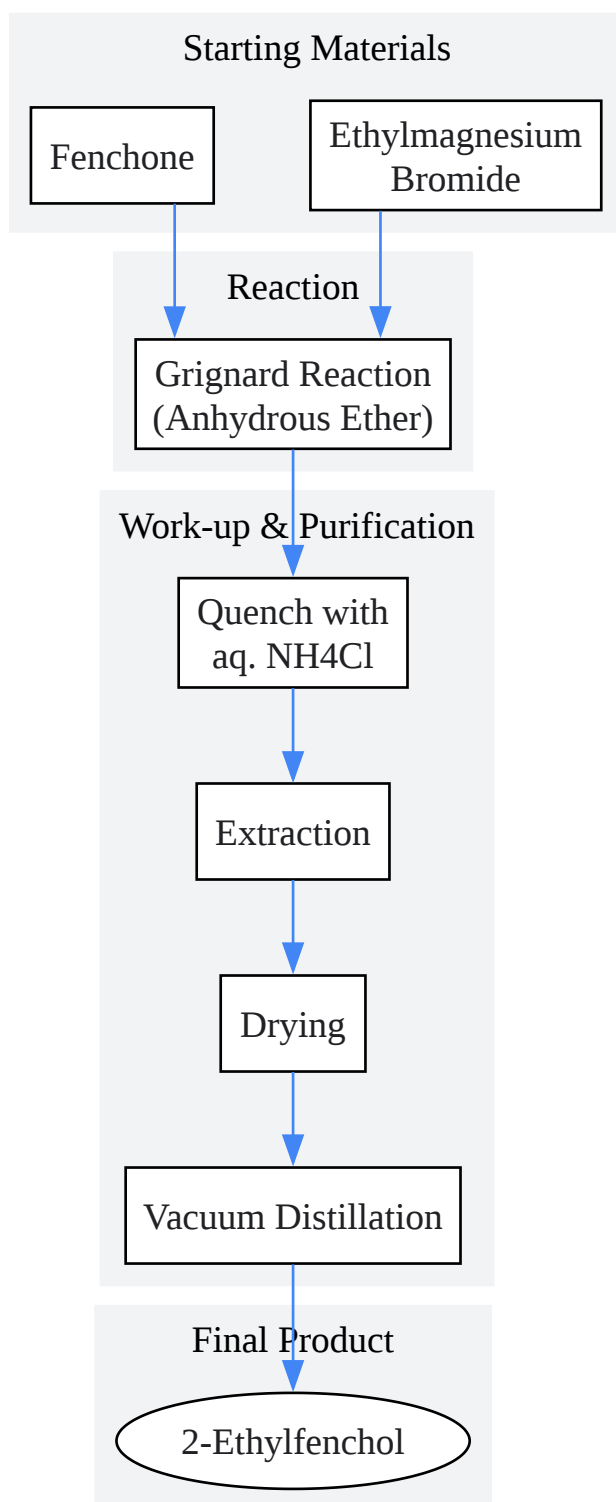 Starting Materials
Fenchone
Ethylmagnesium
Bromide
Reaction
Grignard Reaction
(Anhydrous Ether)
Work-up & Purification
Quench with
aq. NH4Cl
Extraction
Drying
Vacuum Distillation
Final Product
2-Ethylfenchol